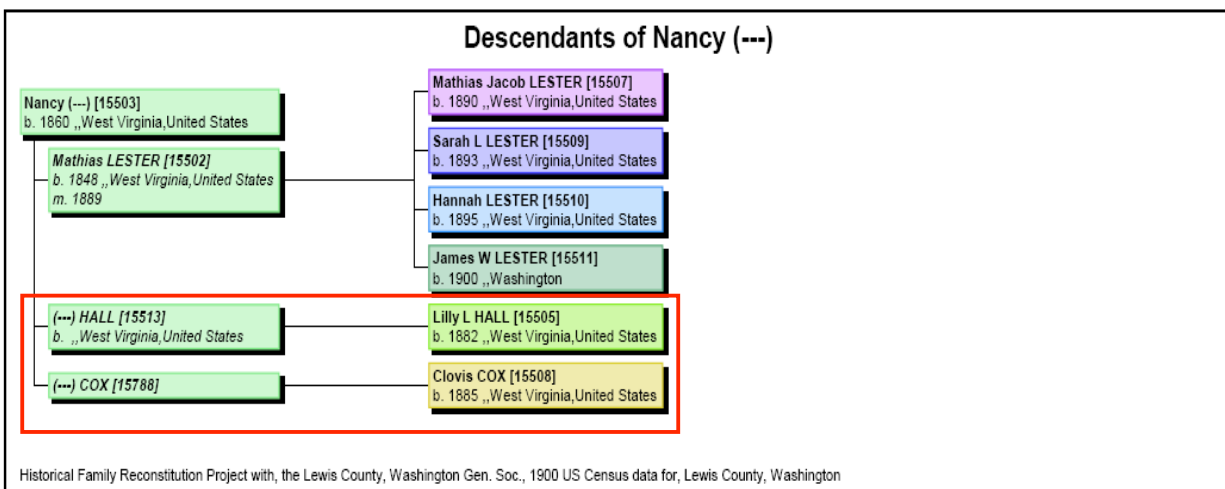 Descendants of Nancy (---)
Nancy (---) [15503]
b. 1860 ,,West Virginia,United States
Mathias LESTER [15502]
b. 1848 ,,West Virginia,United States
m. 1889
Mathias Jacob LESTER [15507]
b. 1890 ,,West Virginia,United States
Sarah L LESTER [15509]
b. 1893 ,,West Virginia,United States
Hannah LESTER [15510]
b. 1895 ,,West Virginia,United States
James W LESTER [15511]
b. 1900 ,,Washington
(---) HALL [15513]
b. ,,West Virginia,United States
Lilly L HALL [15505]
b. 1882 ,,West Virginia,United States
(---) COX [15788]
Clovis COX [15508]
b. 1885 ,,West Virginia,United States
Historical Family Reconstitution Project with, the Lewis County, Washington Gen. Soc., 1900 US Census data for, Lewis County, Washington